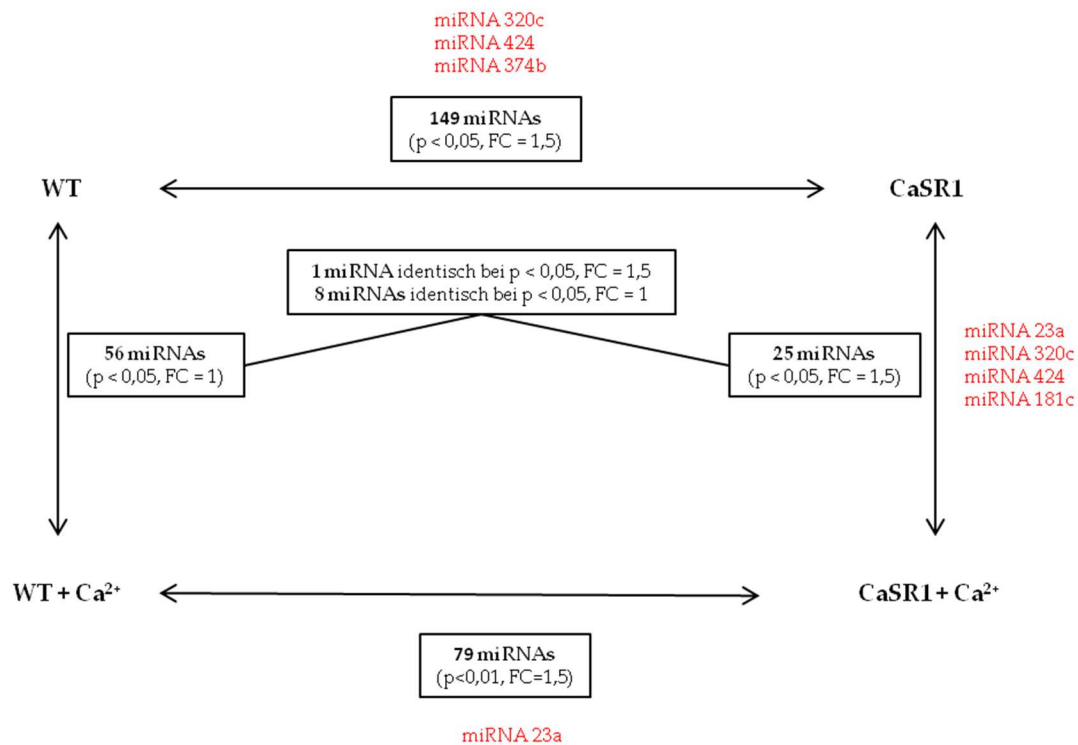 miRNA 320c
miRNA 424
miRNA 374b
149 miRNAs
(p < 0,05, FC = 1,5)
WT
CaSR1
1 miRNA identisch bei p < 0,05, FC = 1,5
8 miRNAs identisch bei p < 0,05, FC = 1
56 miRNAs
(p < 0,05, FC = 1)
25 miRNAs
(p < 0,05, FC = 1,5)
miRNA 23a
miRNA 320c
miRNA 424
miRNA 181c
WT + Ca²⁺
CaSR1 + Ca²⁺
79 miRNAs
(p<0,01, FC=1,5)
miRNA 23a